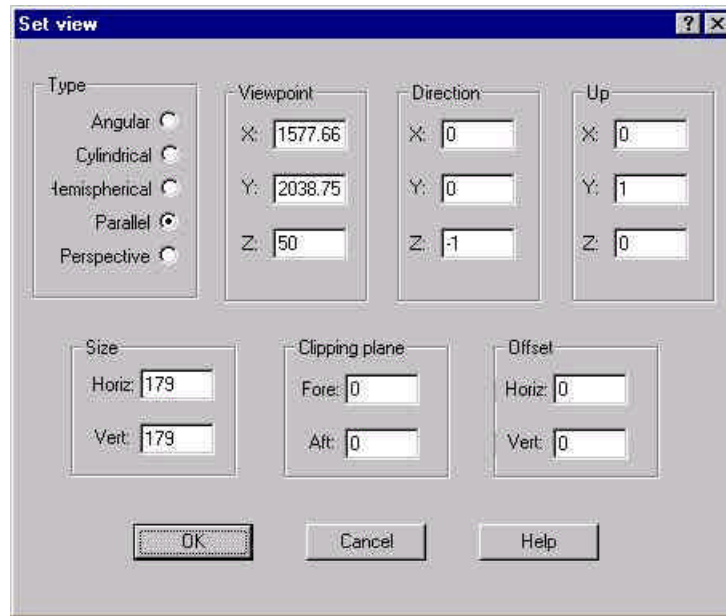 Set view
Type
Angular
Cylindrical
Hemispherical
Parallel
Perspective
Viewpoint
X: 1577.66
Y: 2038.75
Z: 50
Direction
X: 0
Y: 0
Z: -1
Up
X: 0
Y: 1
Z: 0
Size
Horiz: 179
Vert: 179
Clipping plane
Fore: 0
Aft: 0
Offset
Horiz: 0
Vert: 0
OK
Cancel
Help